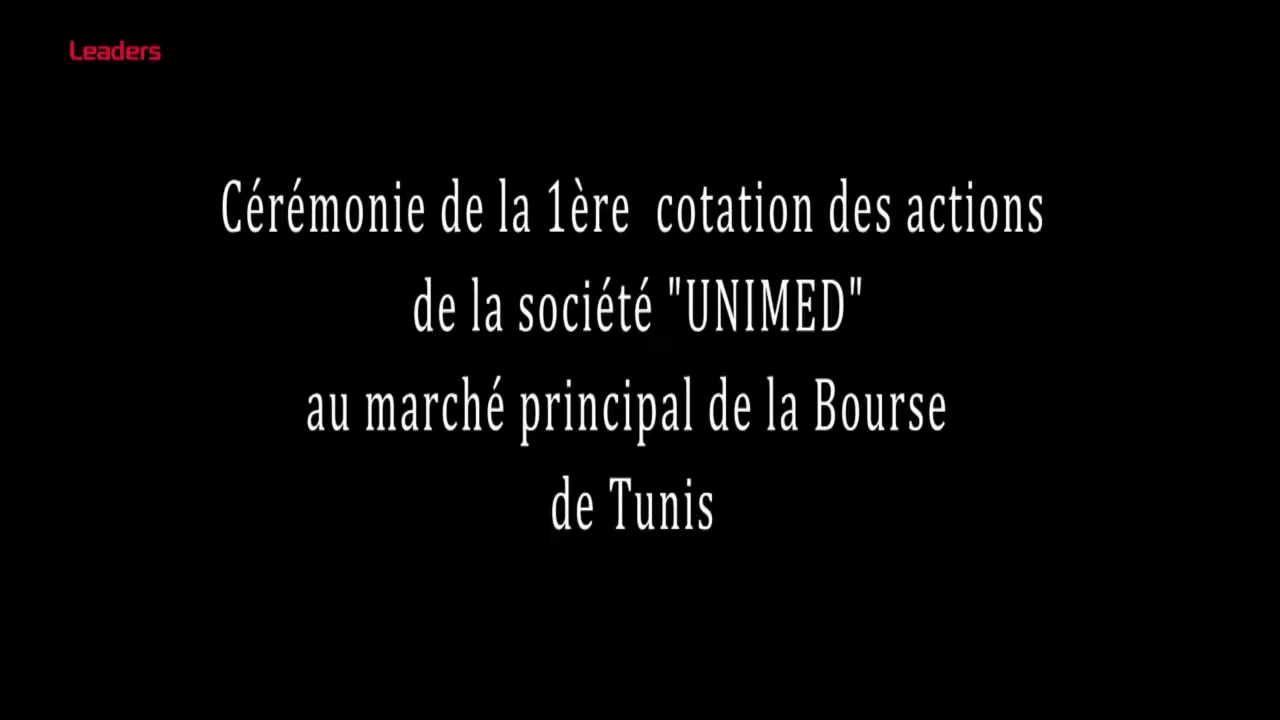 Leaders
Cérémonie de la 1ère cotation des actions
de la société "UNIMED"
au marché principal de la Bourse
de Tunis